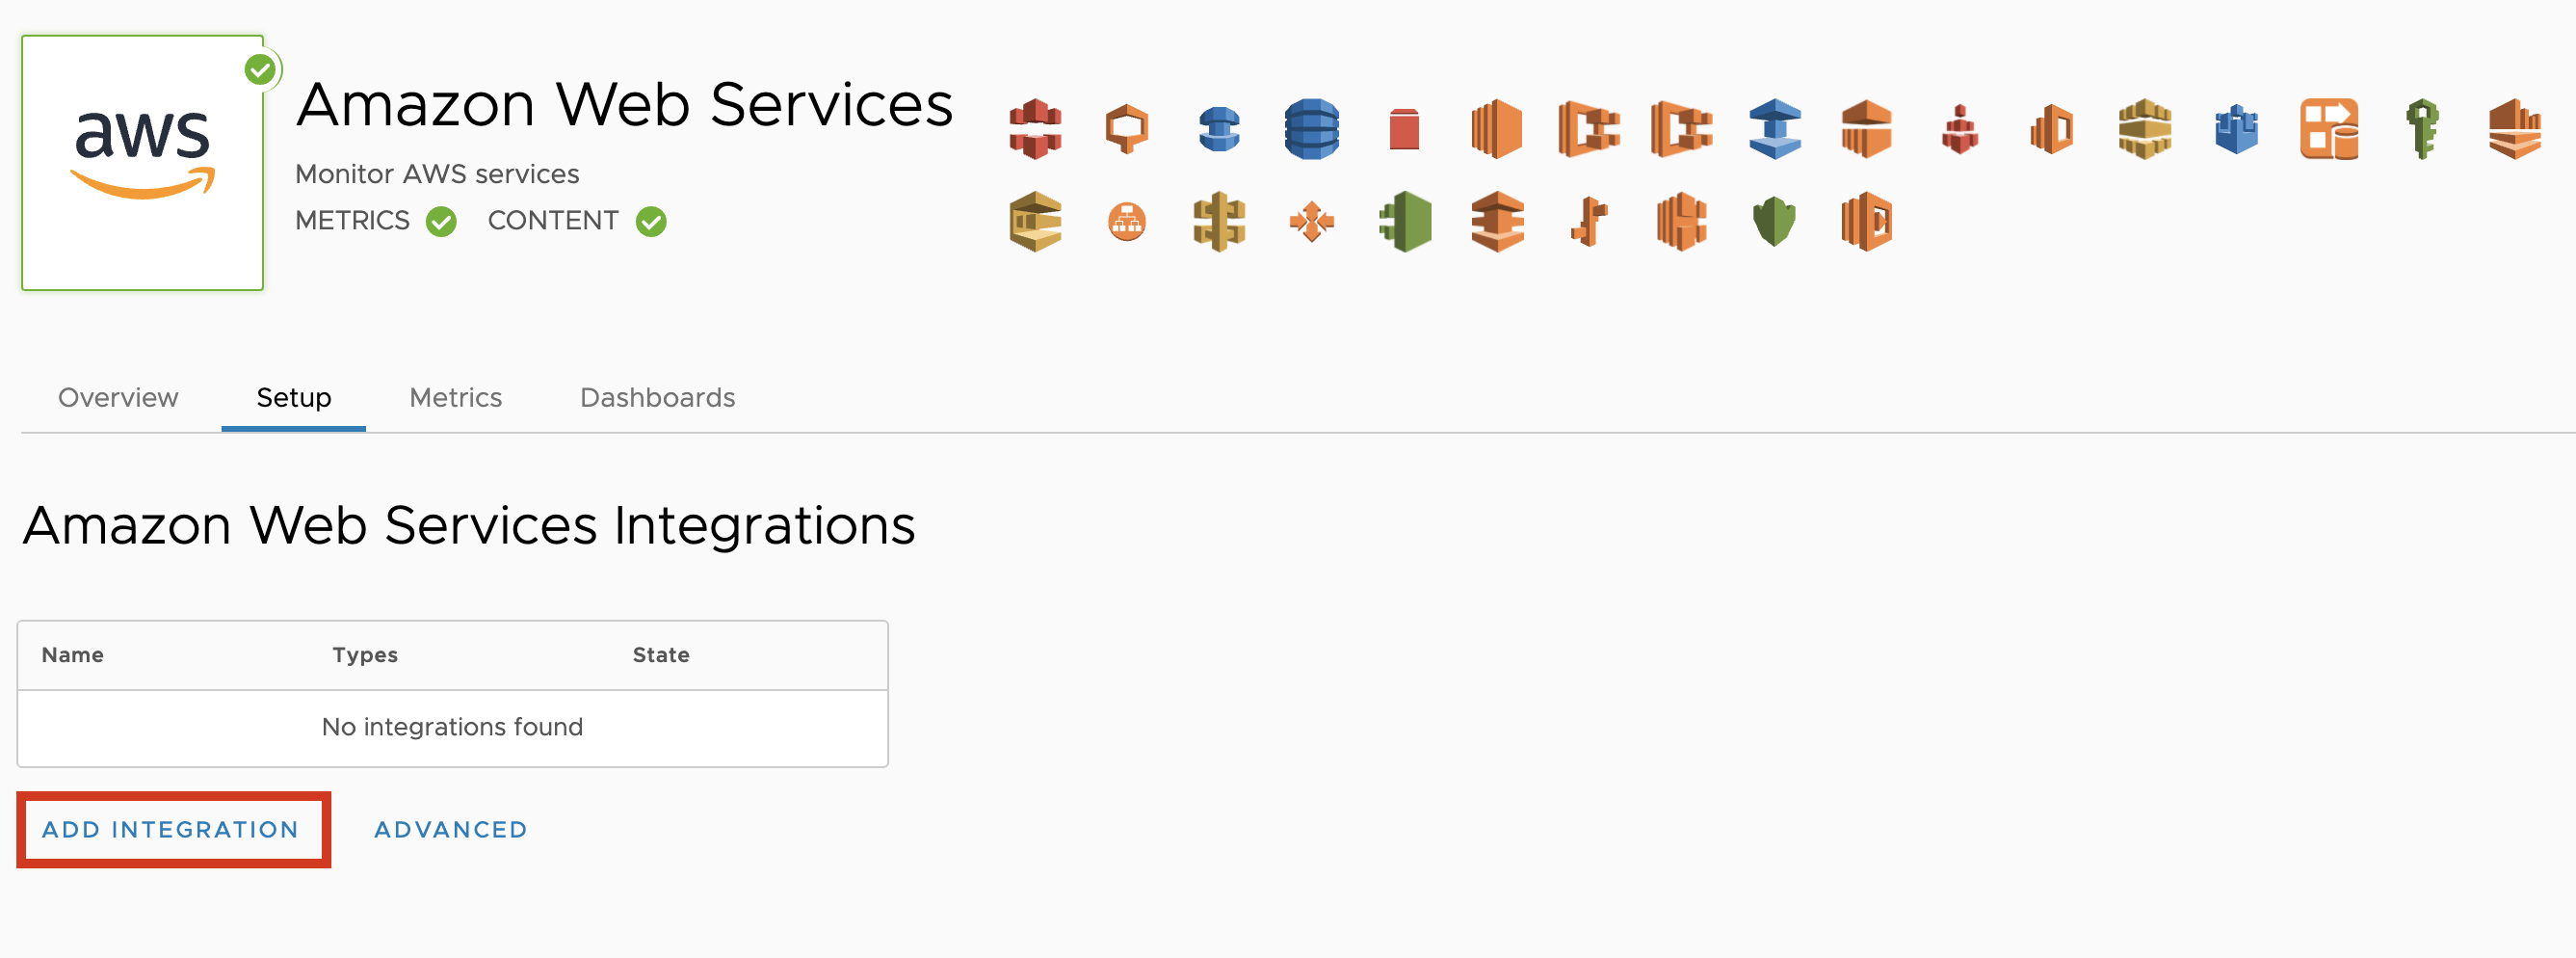 aws
Amazon Web Services
Monitor AWS services
METRICS CONTENT
Overview Setup Metrics Dashboards
Amazon Web Services Integrations
Name Types State
No integrations found
ADD INTEGRATION ADVANCED